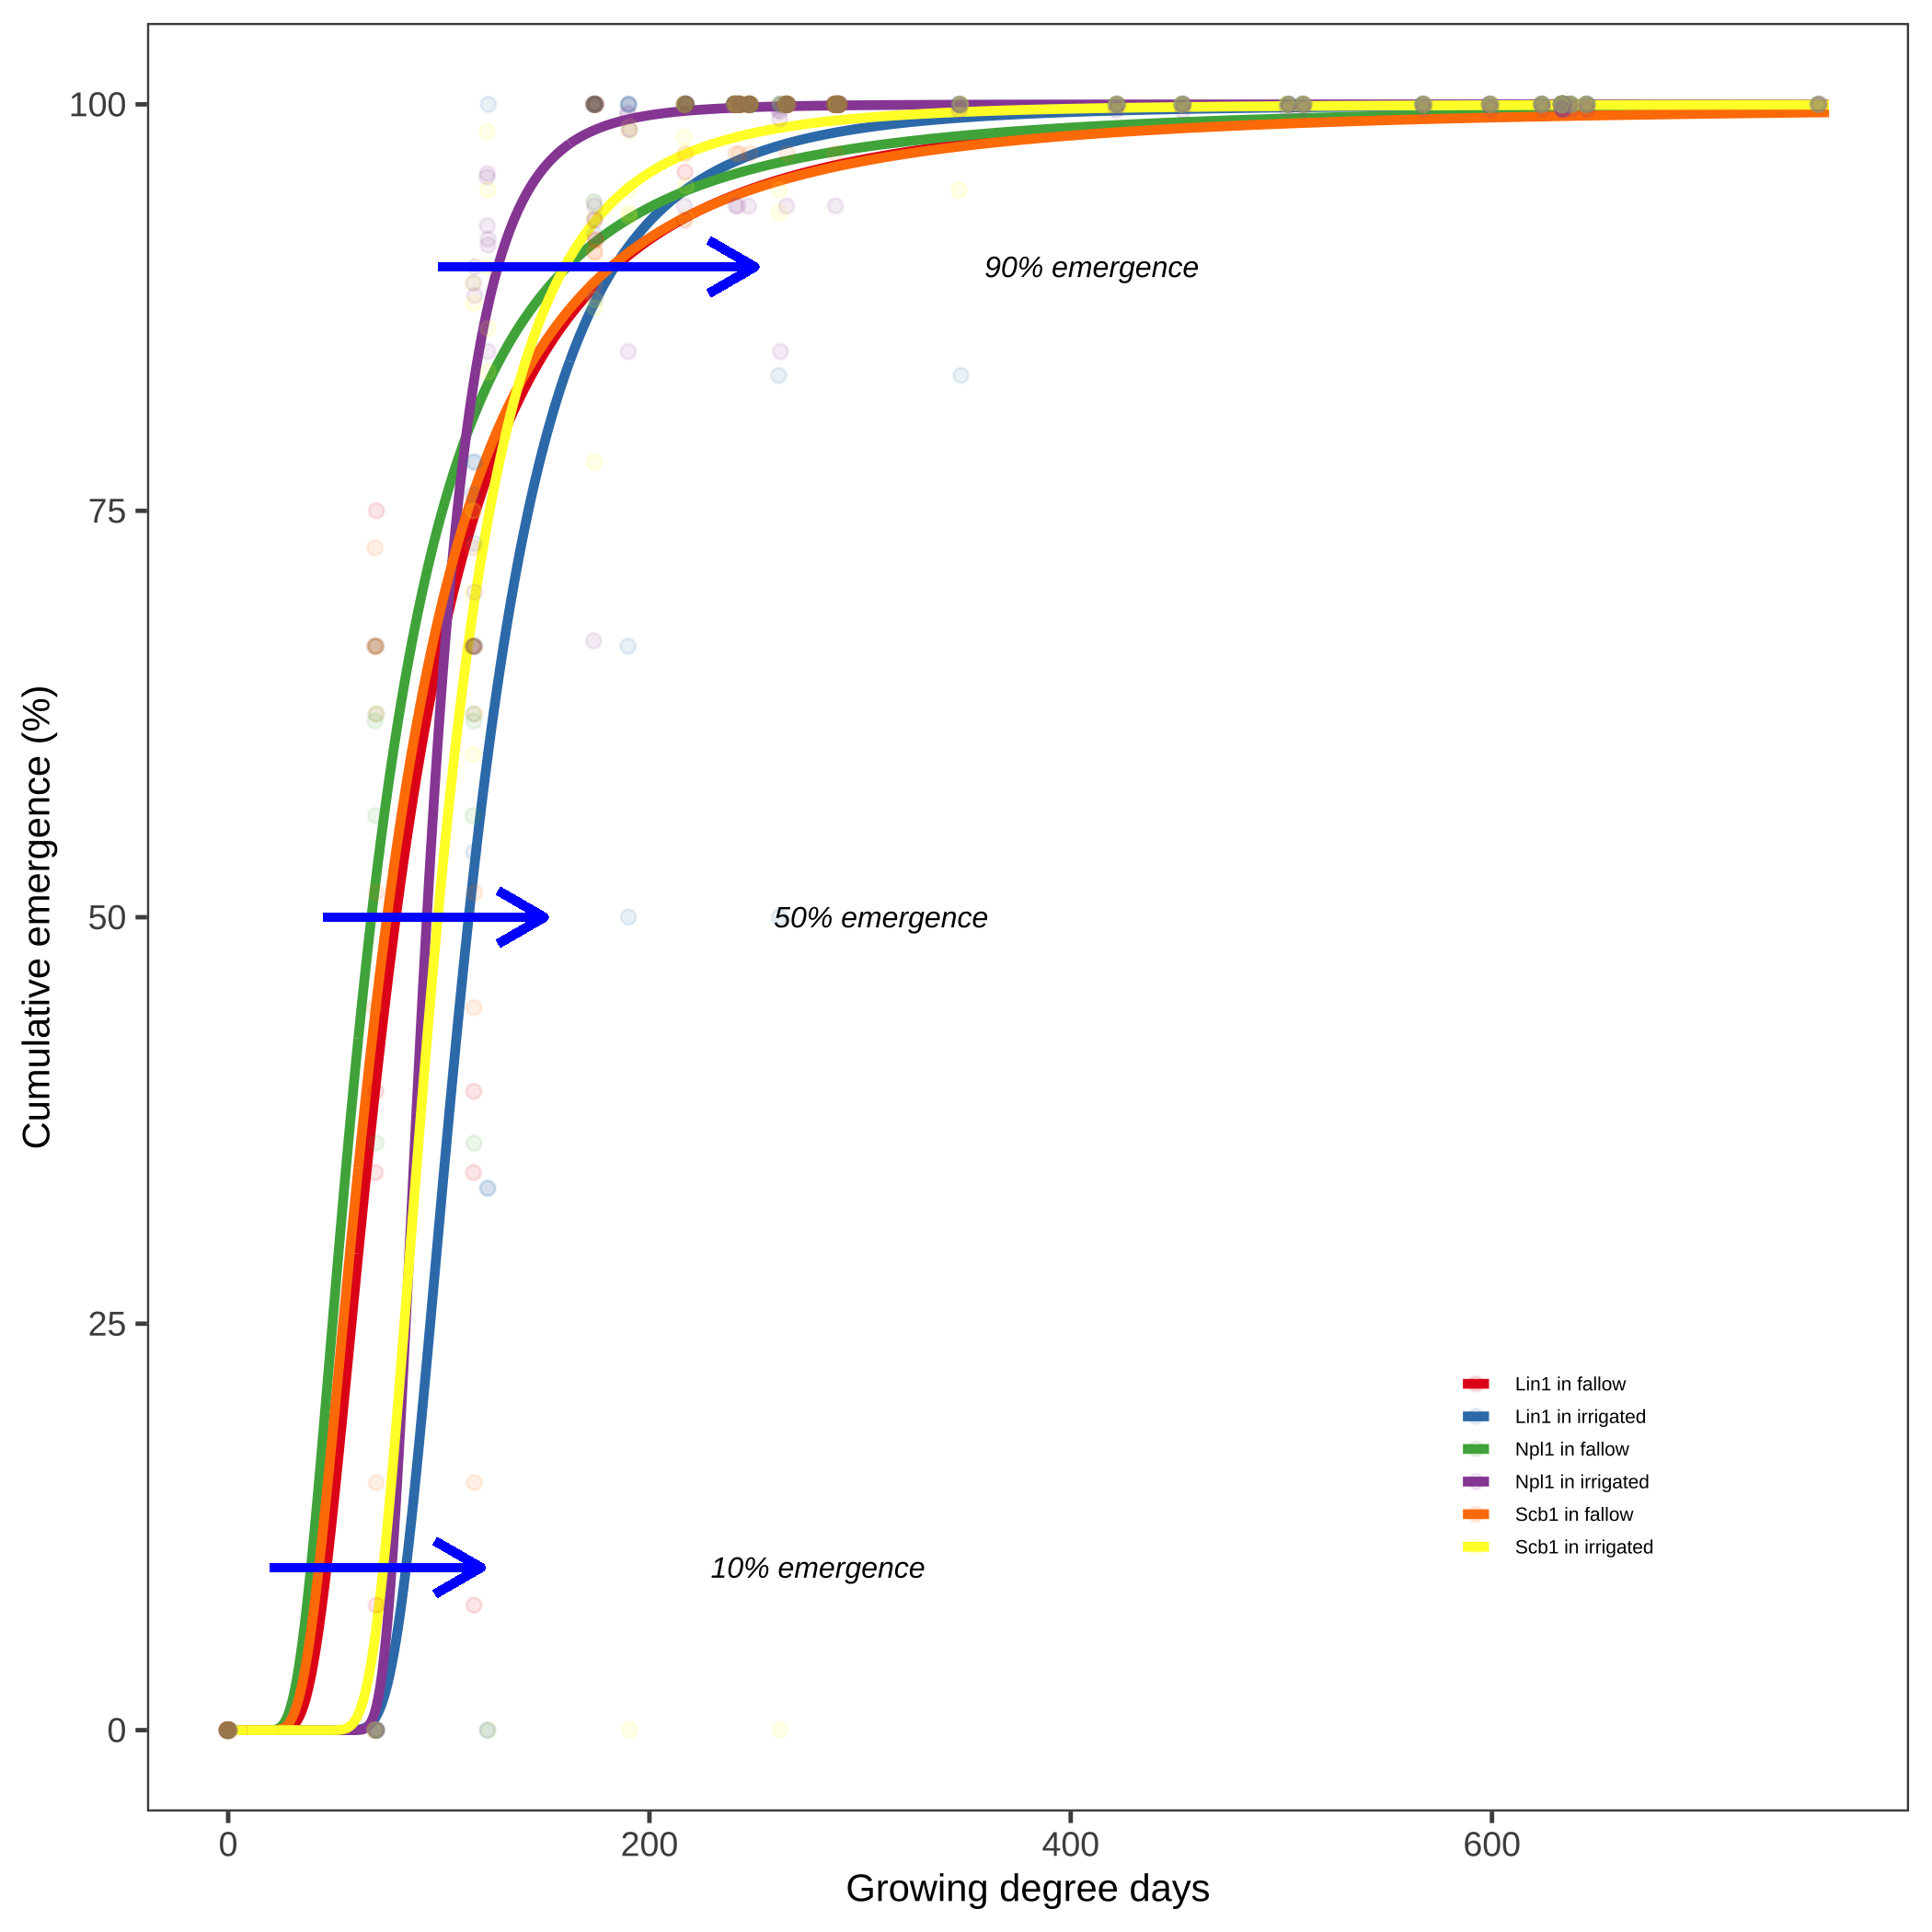 100
75
50
25
0
Cumulative emergence (%)
90% emergence
50% emergence
10% emergence
Lin1 in fallow
Lin1 in irrigated
Npl1 in fallow
Npl1 in irrigated
Scb1 in fallow
Scb1 in irrigated
0 200 400 600
Growing degree days